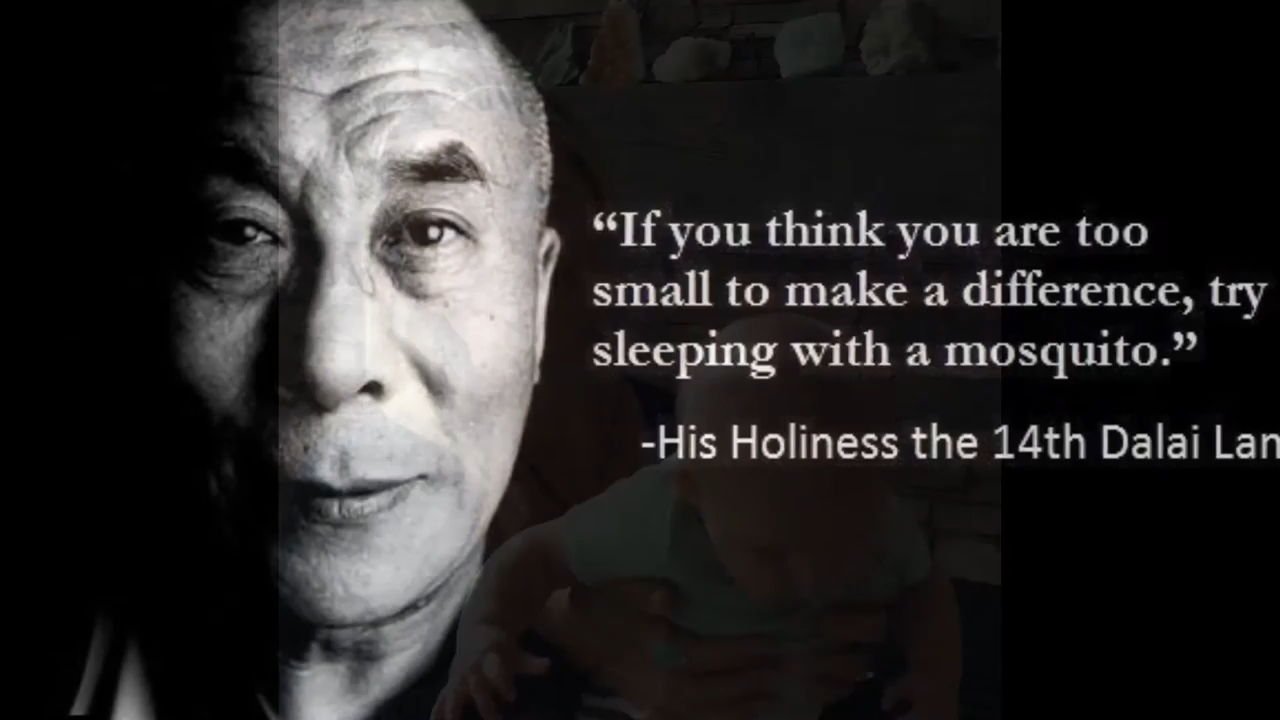 “If you think you are too
small to make a difference, try
sleeping with a mosquito.”
-His Holiness the 14th Dalai Lan